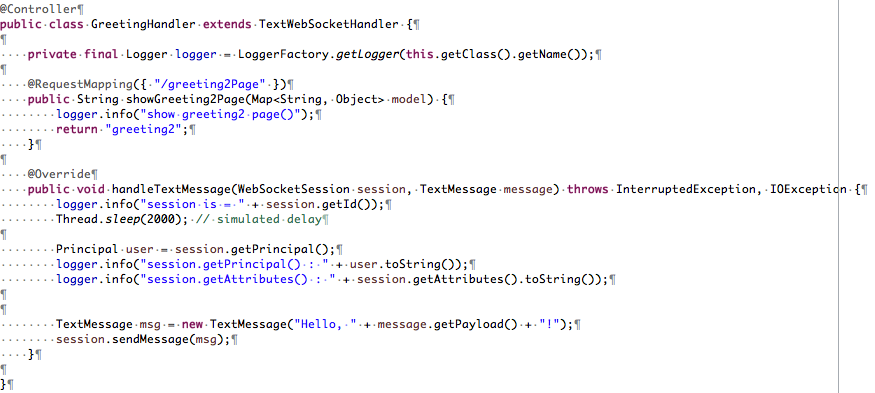 @Controller¶
public·class·GreetingHandler·extends·TextWebSocketHandler·{¶
¶
····private·final·Logger·logger·=·LoggerFactory.getLogger(this.getClass().getName());¶
¶
····@RequestMapping({·"/greeting2Page"·})¶
····public·String·showGreeting2Page(Map<String,·Object>·model)·{¶
········logger.info("show·greeting2·page()");¶
········return·"greeting2";¶
····}¶
¶
····@Override¶
····public·void·handleTextMessage(WebSocketSession·session,·TextMessage·message)·throws·InterruptedException,·IOException·{¶
········logger.info("session·is·=·"·+·session.getId());¶
········Thread.sleep(2000);·//·simulated·delay¶
¶
········Principal·user·=·session.getPrincipal();¶
········logger.info("session.getPrincipal()·:·"·+·user.toString());¶
········logger.info("session.getAttributes()·:·"·+·session.getAttributes().toString());¶
¶
¶
········TextMessage·msg·=·new·TextMessage("Hello,·"·+·message.getPayload()·+·"!");¶
········session.sendMessage(msg);¶
····}¶
¶
}¶